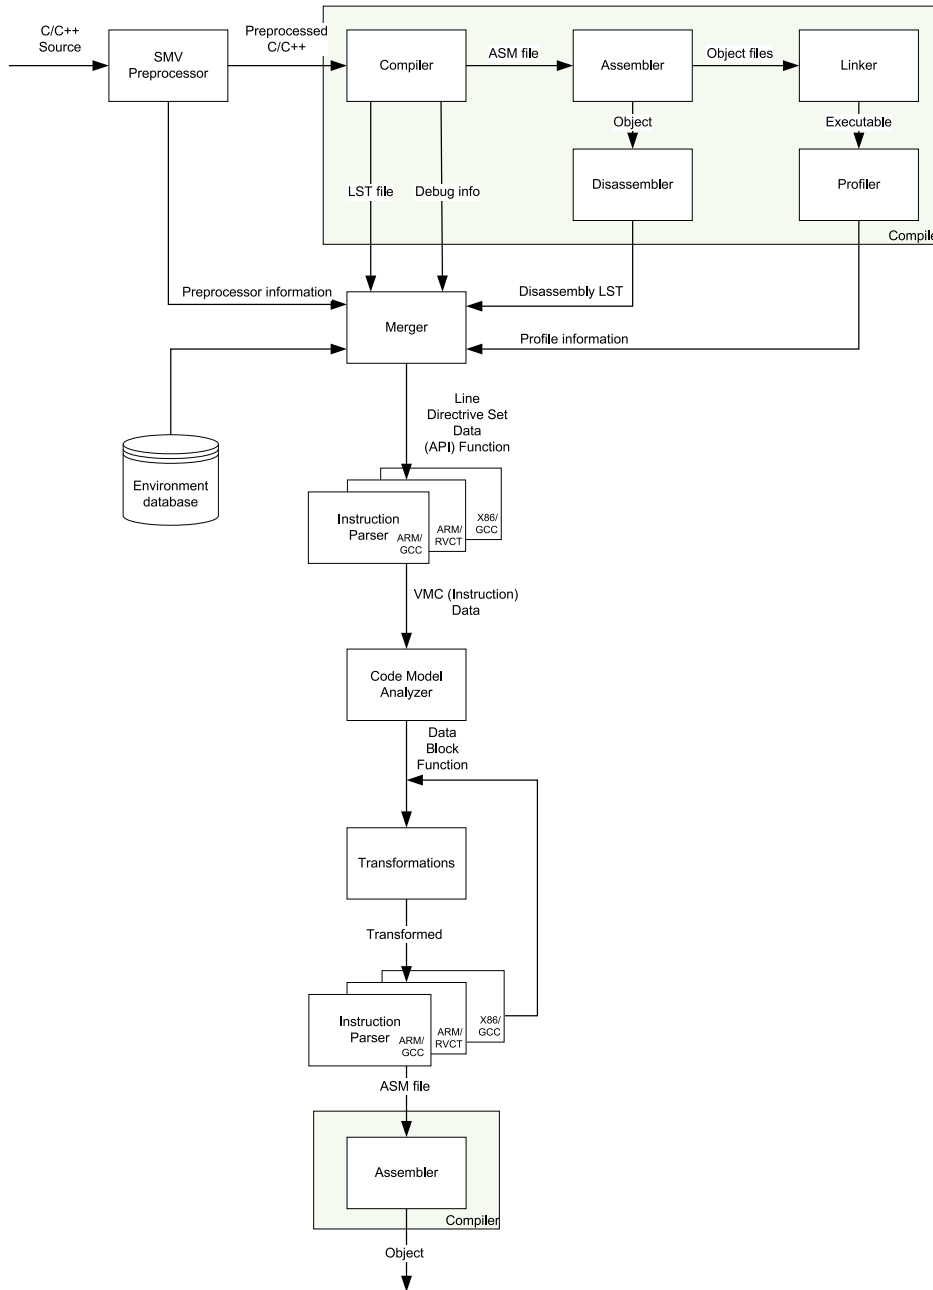 C/C++
Source
SMV
Preprocessor
Preprocessed
C/C++
Compiler
ASM file
Assembler
Object files
Linker
Object
Executable
Disassembler
Profiler
LST file
Debug info
Compile
Preprocessor information
Disassembly LST
Merger
Profile information
Line
Directive Set
Data
(API) Function
Environment
database
Instruction
Parser
ARM/
GCC
ARM/
RVCT
X86/
GCC
VMC (Instruction)
Data
Code Model
Analyzer
Data
Block
Function
Transformations
Transformed
Instruction
Parser
ARM/
GCC
ARM/
RVCT
X86/
GCC
ASM file
Assembler
Compiler
Object